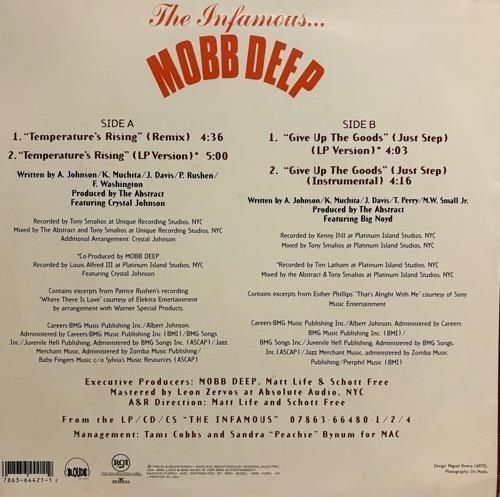 The Infamous...
MOBB DEEP
SIDE A
1. “Temperature's Rising” (Remix) 4:36
2. “Temperature's Rising” (LP Version)* 5:00
Written by A. Johnson/K. Muchita/J. Davis/P. Rushen/
F. Washington
Produced by The Abstract
Featuring Crystal Johnson
Recorded by Tony Smalios at Unique Recording Studios, NYC
Mixed by The Abstract and Tony Smalios at Unique Recording Studios, NYC
Additional Arrangement: Crystal Johnson
*Co-Produced by MOBB DEEP
Recorded by Louis Alfred III at Platinum Island Studios, NYC
Featuring Crystal Johnson
Contains excerpts from Patrice Rushen's recording
“Where There Is Love” courtesy of Elektra Entertainment
by arrangement with Warner Special Products.
Careers-BMG Music Publishing Inc./Albert Johnson,
Administered by Careers-BMG Music Publishing Inc. (BMI)/BMG Songs
Inc./Juvenile Hell Publishing, Administered by BMG Songs Inc. (ASCAP)/Jazz
Merchant Music, Administered by Zomba Music Publishing/
Baby Fingers Music c/o Sylvia's Music Resources (ASCAP)
SIDE B
1. “Give Up The Goods” (Just Step)
(LP Version)* 4:03
2. “Give Up The Goods” (Just Step)
(Instrumental) 4:16
Written by A. Johnson/K. Muchita/J. Davis/T. Perry/M.W. Small Jr.
Produced by The Abstract
Featuring Big Noyd
Recorded by Kenny Ifill at Platinum Island Studios, NYC
Mixed by Tony Smalios at Platinum Island Studios, NYC
*Recorded by Tim Latham at Platinum Island Studios, NYC
Mixed by the Abstract & Tony Smalios at Platinum Island Studios, NYC
Contains excerpts from Esther Phillips' “That's Alright With Me” courtesy of Sony
Music Entertainment
Careers-BMG Music Publishing Inc./Albert Johnson, Administered by Careers
BMG Music Publishing Inc. (BMI)/
BMG Songs Inc./Juvenile Hell Publishing, Administered by BMG Songs
Inc.(ASCAP)/Jazz Merchant Music, Administered by Zomba Music
Publishing/Pierphil Music (BMI)
Executive Producers: MOBB DEEP, Matt Life & Schott Free
Mastered by Leon Zervos at Absolute Audio, NYC
A&R Direction: Matt Life and Schott Free
From the LP/CD/CS “THE INFAMOUS” 07863-66480-1/2/4
Management: Tami Cobbs and Sandra “Peachie” Bynum for MAC
7863-64421-1
LOUD
RCA
Design: Miguel Rivera CARTEL
Photographs: Chi Modu